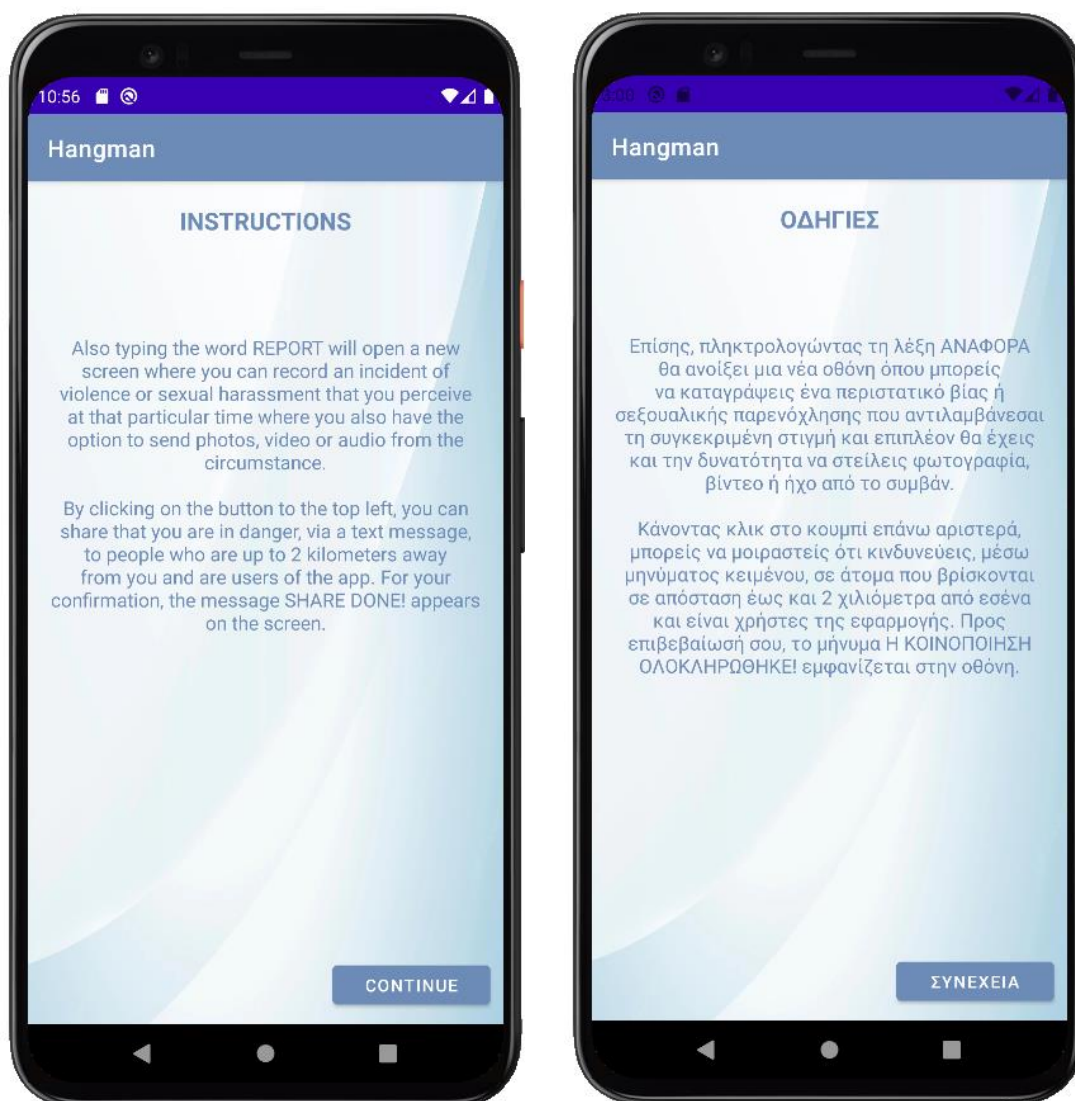 10:56
Hangman
INSTRUCTIONS
Also typing the word REPORT will open a new
screen where you can record an incident of
violence or sexual harassment that you perceive
at that particular time where you also have the
option to send photos, video or audio from the
circumstance.
By clicking on the button to the top left, you can
share that you are in danger, via a text message,
to people who are up to 2 kilometers away
from you and are users of the app. For your
confirmation, the message SHARE DONE! appears
on the screen.
CONTINUE
Hangman
ΟΔΗΓΙΕΣ
Επίσης, πληκτρολογώντας τη λέξη ΑΝΑΦΟΡΑ
θα ανοίξει μια νέα οθόνη όπου μπορείς
να καταγράψεις ένα περιστατικό βίας ή
σεξουαλικής παρενόχλησης που αντιλαμβάνεσαι
τη συγκεκριμένη στιγμή και επιπλέον θα έχεις
και την δυνατότητα να στείλεις φωτογραφία,
βίντεο ή ήχο από το συμβάν.
Κάνοντας κλικ στο κουμπί επάνω αριστερά,
μπορείς να μοιραστείς ότι κινδυνεύεις, μέσω
μηνύματος κειμένου, σε άτομα που βρίσκονται
σε απόσταση έως και 2 χιλιόμετρα από εσένα
και είναι χρήστες της εφαρμογής. Προς
επιβεβαίωσή σου, το μήνυμα Η ΚΟΙΝΟΠΟΙΗΣΗ
ΟΛΟΚΛΗΡΩΘΗΚΕ! εμφανίζεται στην οθόνη.
ΣΥΝΕΧΕΙΑ